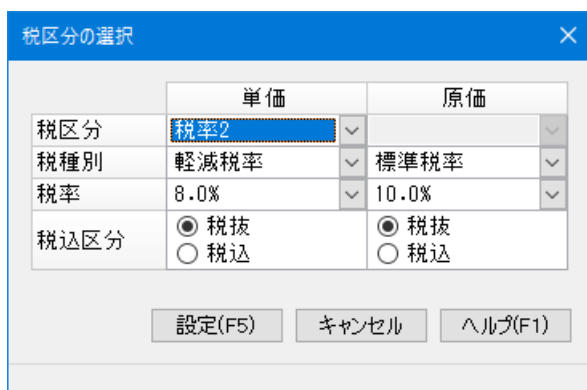 税区分の選択
単価 原価
税区分 税率2
税種別 軽減税率 標準税率
税率 8.0% 10.0%
税込区分 税抜 税抜
税込 税込
設定(F5) キャンセル ヘルプ(F1)